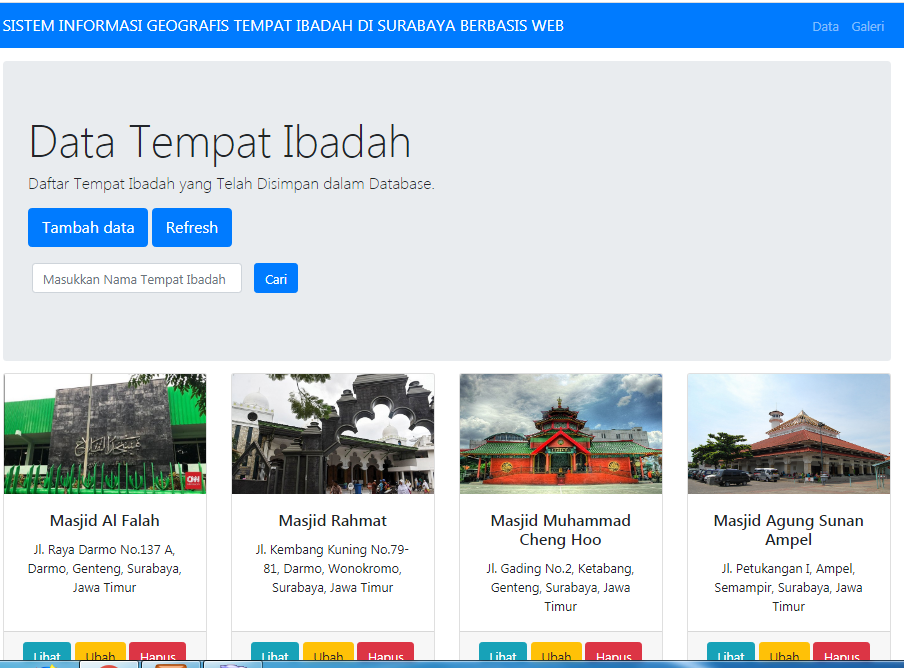 SISTEM INFORMASI GEOGRAFIS TEMPAT IBADAH DI SURABAYA BERBASIS WEB
Data Galeri
Data Tempat Ibadah
Daftar Tempat Ibadah yang Telah Disimpan dalam Database.
Tambah data Refresh
Masukkan Nama Tempat Ibadah Cari
CNN
Masjid Al Falah
Jl. Raya Darmo No.137 A,
Darmo, Genteng, Surabaya,
Jawa Timur
Lihat Ubah Hapus
Masjid Rahmat
Jl. Kembang Kuning No.79-
81, Darmo, Wonokromo,
Surabaya, Jawa Timur
Lihat Ubah Hapus
Masjid Muhammad
Cheng Hoo
Jl. Gading No.2, Ketabang,
Genteng, Surabaya, Jawa
Timur
Lihat Ubah Hapus
Masjid Agung Sunan
Ampel
Jl. Petukangan I, Ampel,
Semampir, Surabaya, Jawa
Timur
Lihat Ubah Hapus